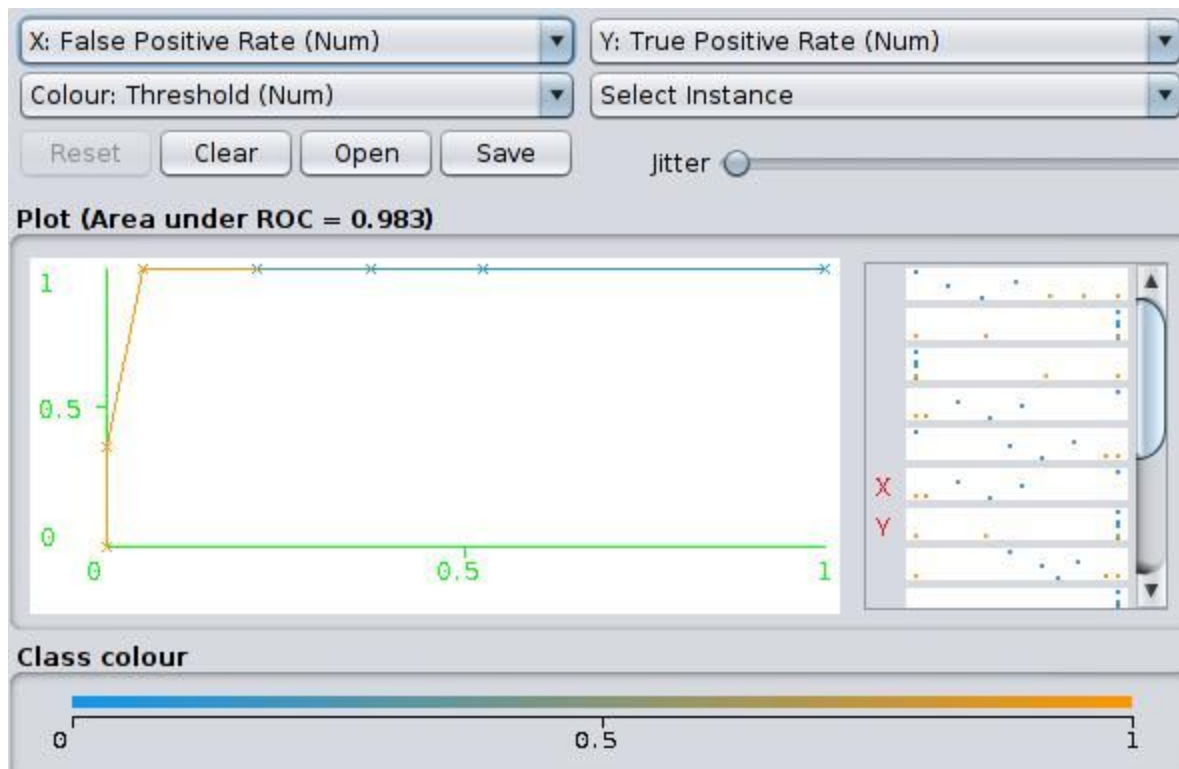 X: False Positive Rate (Num)
Y: True Positive Rate (Num)
Colour: Threshold (Num)
Select Instance
Reset
Clear
Open
Save
Jitter
Plot (Area under ROC = 0.983)
1
0.5
0
0
0.5
1
X
Y
Class colour
0
0.5
1